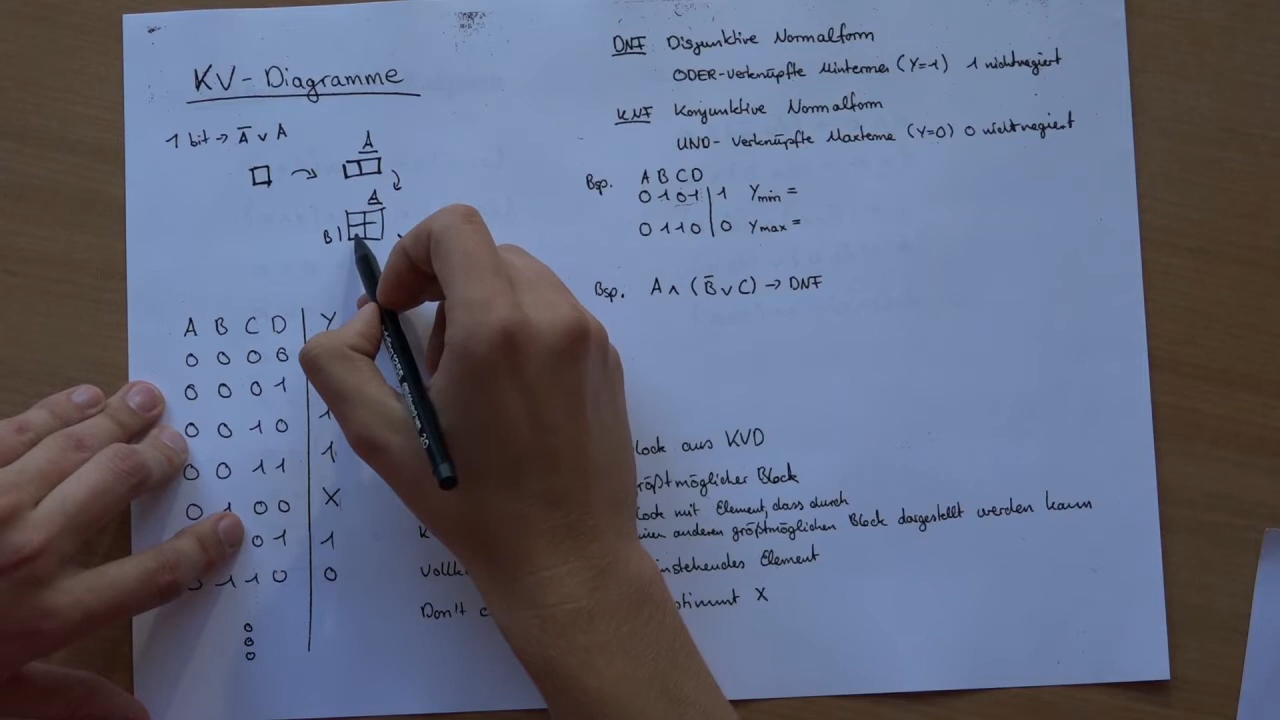 KV-Diagramme
1 bit → A̅ ∨ A
A
A
B
A B C D | Y
0 0 0 0
0 0 0 1
0 0 1 0 1
0 0 1 1 1
0 1 0 0 X
0 1 1
0 1 1 0 0
DNF Disjunktive Normalform
ODER-verknüpfte Minterme (Y=1) 1 nichtnegiert
KNF Konjunktive Normalform
UND-verknüpfte Maxterme (Y=0) 0 nichtnegiert
Bsp. A B C D
0 1 0 1 | 1 Ymin =
0 1 1 0 | 0 Ymax =
Bsp. A ∧ (B̅ ∨ C) → DNF
lock aus KVD
rößtmöglicher Block
lock mit Element, dass durch
anderen größtmöglichen Block dargestellt werden kann
instehendes Element
Don't stimmt X